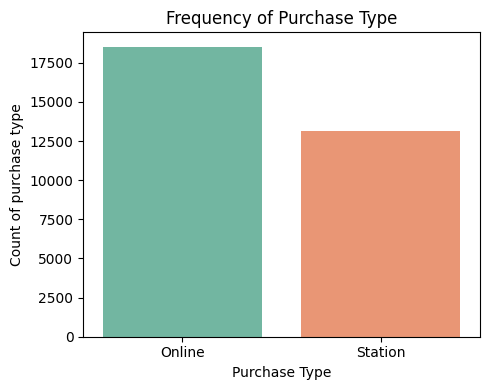 Frequency of Purchase Type
Count of purchase type
17500
15000
12500
10000
7500
5000
2500
0
Online Station
Purchase Type